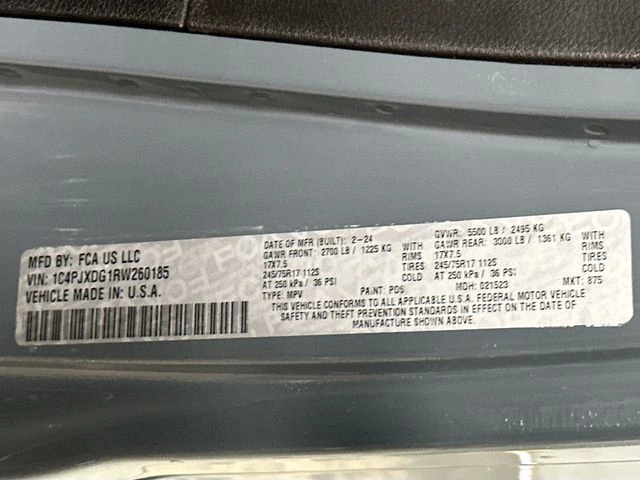 MFD BY: FCA US LLC
VIN: 1C4PJXDG1RW260185
VEHICLE MADE IN: U.S.A.
DATE OF MFR (BUILT): 2-24
GAWR FRONT: 2700 LB / 1225 KG
17X7.5
245/75R17 112S
AT 250 kPa / 36 PSI
TYPE: MPV
PAINT: PDS
GVWR: 5500 LB / 2495 KG
GAWR REAR: 3000 LB / 1361 KG
17X7.5 RIMS
245/75R17 112S TIRES
AT 250 kPa / 36 PSI COLD
MDH: 021523
RIMS
TIRES
COLD
MKT: 875
THIS VEHICLE CONFORMS TO ALL APPLICABLE U.S.A. FEDERAL MOTOR VEHICLE
SAFETY AND THEFT PREVENTION STANDARDS IN EFFECT ON THE DATE OF
MANUFACTURE SHOWN ABOVE.